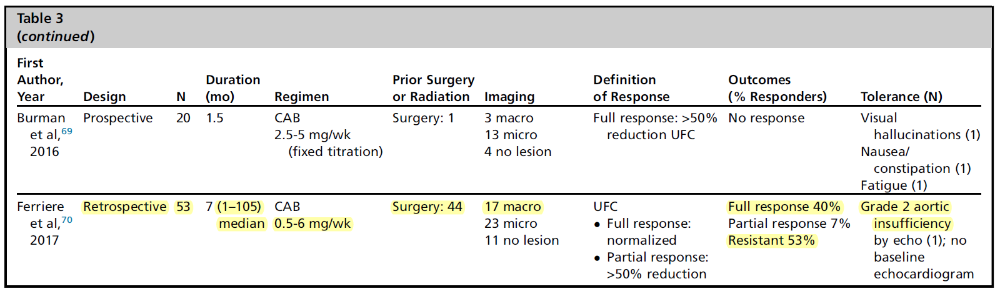 Table 3
(continued)
First
Author, Duration Prior Surgery Definition Outcomes
Year Design N (mo) Regimen or Radiation Imaging of Response (% Responders) Tolerance (N)
Burman Prospective 20 1.5 CAB Surgery: 1 3 macro Full response: >50% No response Visual
et al,69 2.5-5 mg/wk 13 micro reduction UFC hallucinations (1)
2016 (fixed titration) 4 no lesion Nausea/
constipation (1)
Fatigue (1)
Ferriere Retrospective 53 7 (1–105) CAB Surgery: 44 17 macro UFC Full response 40% Grade 2 aortic
et al,70 median 0.5-6 mg/wk 23 micro • Full response: Partial response 7% insufficiency
2017 11 no lesion normalized Resistant 53% by echo (1); no
• Partial response: baseline
>50% reduction echocardiogram